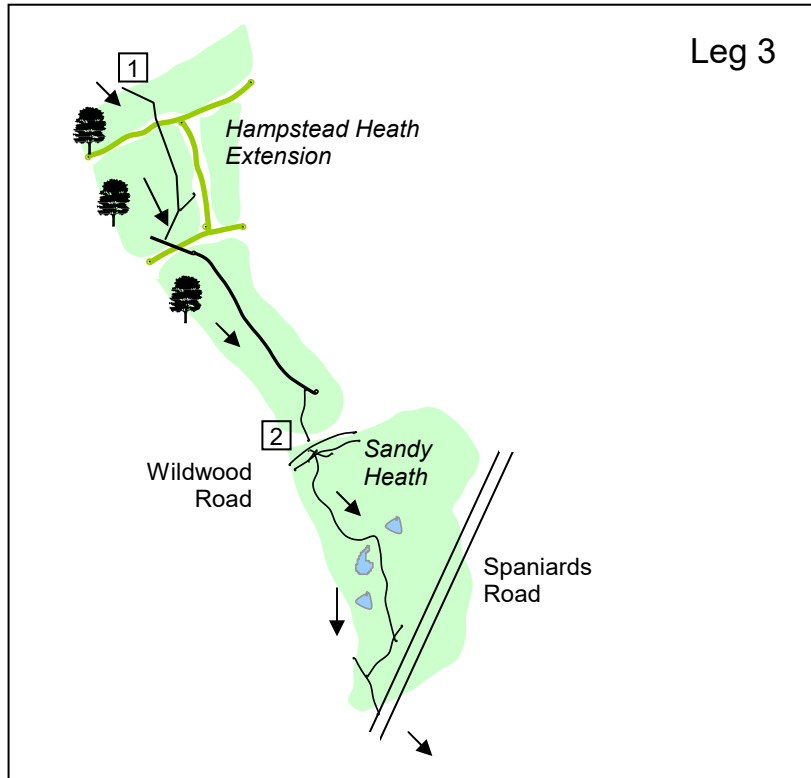 Leg 3
1
Hampstead Heath
Extension
2
Sandy
Heath
Wildwood
Road
Spaniards
Road